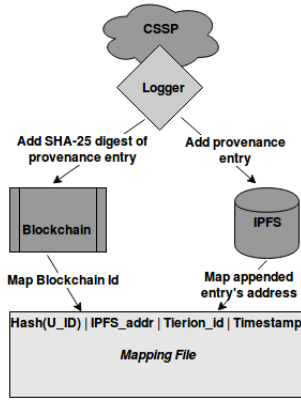 CSSP
Logger
Add SHA-25 digest of
provenance entry
Add provenance
entry
Blockchain
IPFS
Map Blockchain Id
Map appended
entry's address
Hash(U_ID) | IPFS_addr | Tierion_id | Timestamp
Mapping File